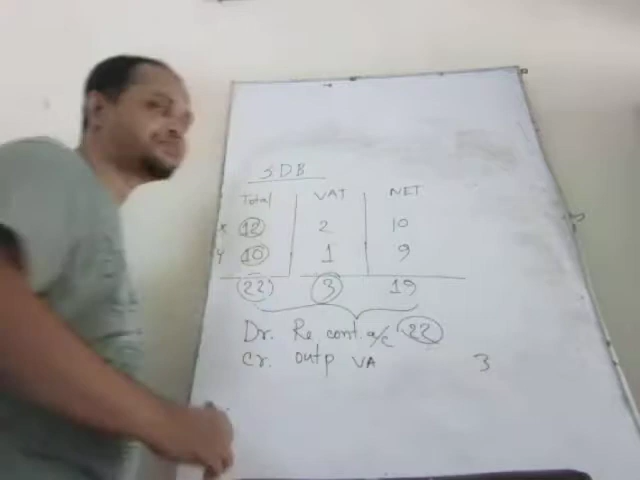 SDB
Total VAT NET
x 12 2 10
y 10 1 9
22 3 19
Dr. Re cont. a/c 22
Cr. outp VA 3